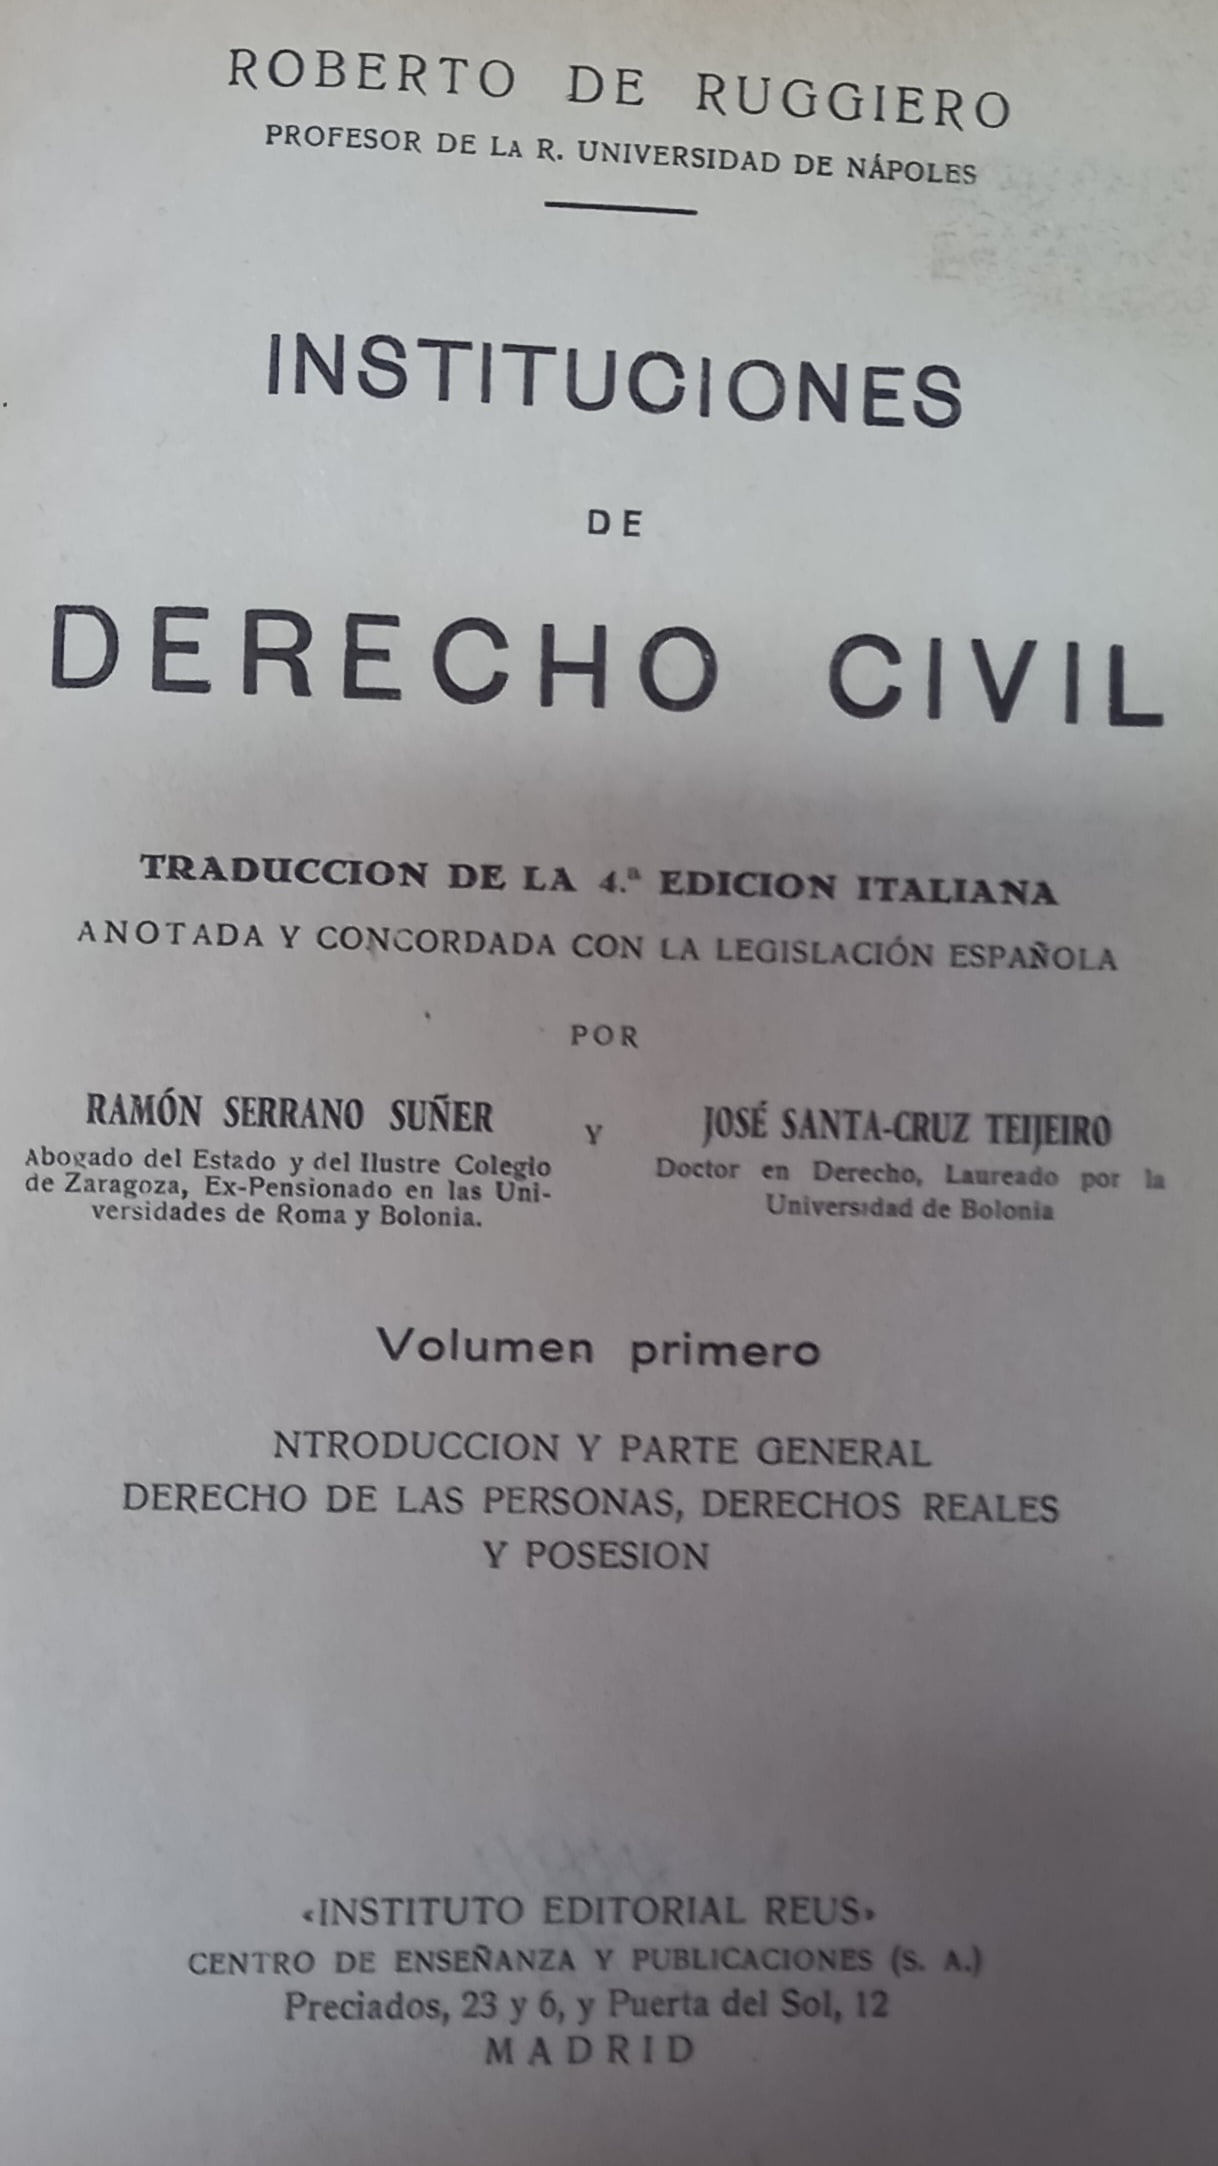 ROBERTO DE RUGGIERO
PROFESOR DE LA R. UNIVERSIDAD DE NÁPOLES
INSTITUCIONES
DE
DERECHO CIVIL
TRADUCCION DE LA 4.ª EDICION ITALIANA
ANOTADA Y CONCORDADA CON LA LEGISLACIÓN ESPAÑOLA
POR
RAMÓN SERRANO SUÑER
Abogado del Estado y del Ilustre Colegio
de Zaragoza, Ex-Pensionado en las Uni-
versidades de Roma y Bolonia.
Y
JOSÉ SANTA-CRUZ TEIJEIRO
Doctor en Derecho, Laureado por la
Universidad de Bolonia
Volumen primero
NTRODUCCION Y PARTE GENERAL
DERECHO DE LAS PERSONAS, DERECHOS REALES
Y POSESION
«INSTITUTO EDITORIAL REUS»
CENTRO DE ENSEÑANZA Y PUBLICACIONES (S. A.)
Preciados, 23 y 6, y Puerta del Sol, 12
MADRID